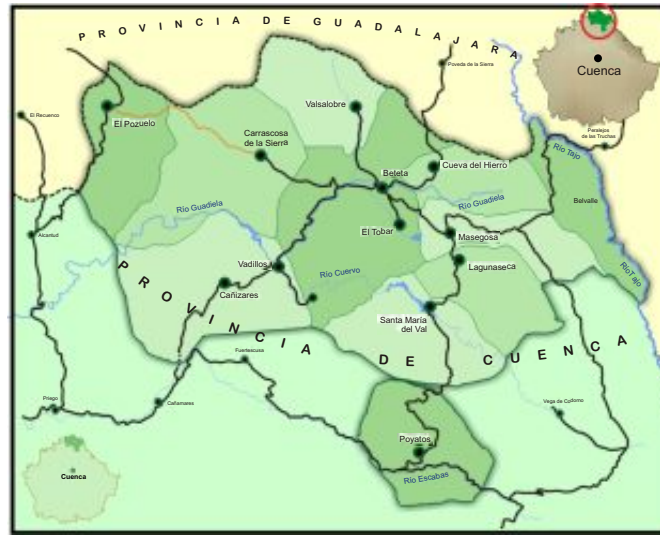 PROVINCIA DE GUADALAJARA
Cuenca
El Recuenco
El Pozuelo
Valsalobre
Poveda de la Sierra
Peralejos
de las Truchas
Carrascosa
de la Sierra
Beteta
Cueva del Hierro
Río Tajo
Río Guadiela
Río Guadiela
Belvalle
Alcantud
El Tobar
Masegosa
Vadillos
Río Cuervo
Lagunaseca
Río Tajo
Cañizares
Santa María
del Val
PROVINCIA DE CUENCA
Fuertescusa
Priego
Cañamares
Vega de Codorno
Poyatos
Cuenca
Río Escabas